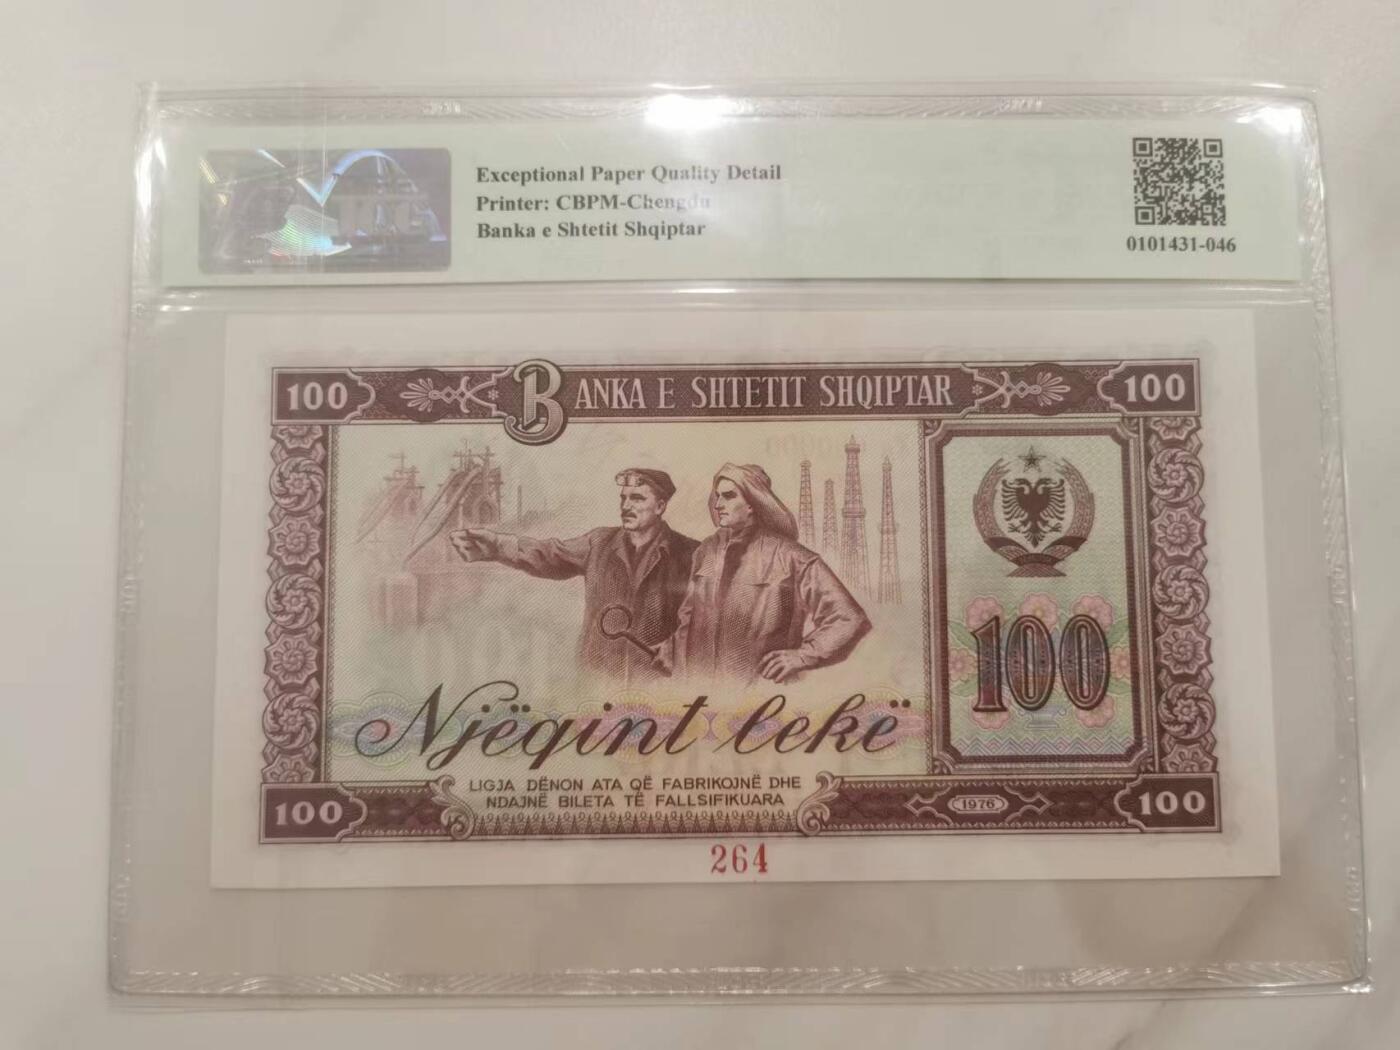 Exceptional Paper Quality Detail
Printer: CBPM-Chengdu
Banka e Shtetit Shqiptar
0101431-046
100
BANKA E SHTETIT SHQIPTAR
100
100
Njëqint lekë
LIGJA DËNON ATA QË FABRIKOJNË DHE
NDAJNË BILETA TË FALLSIFIKUARA
100
1976
100
264